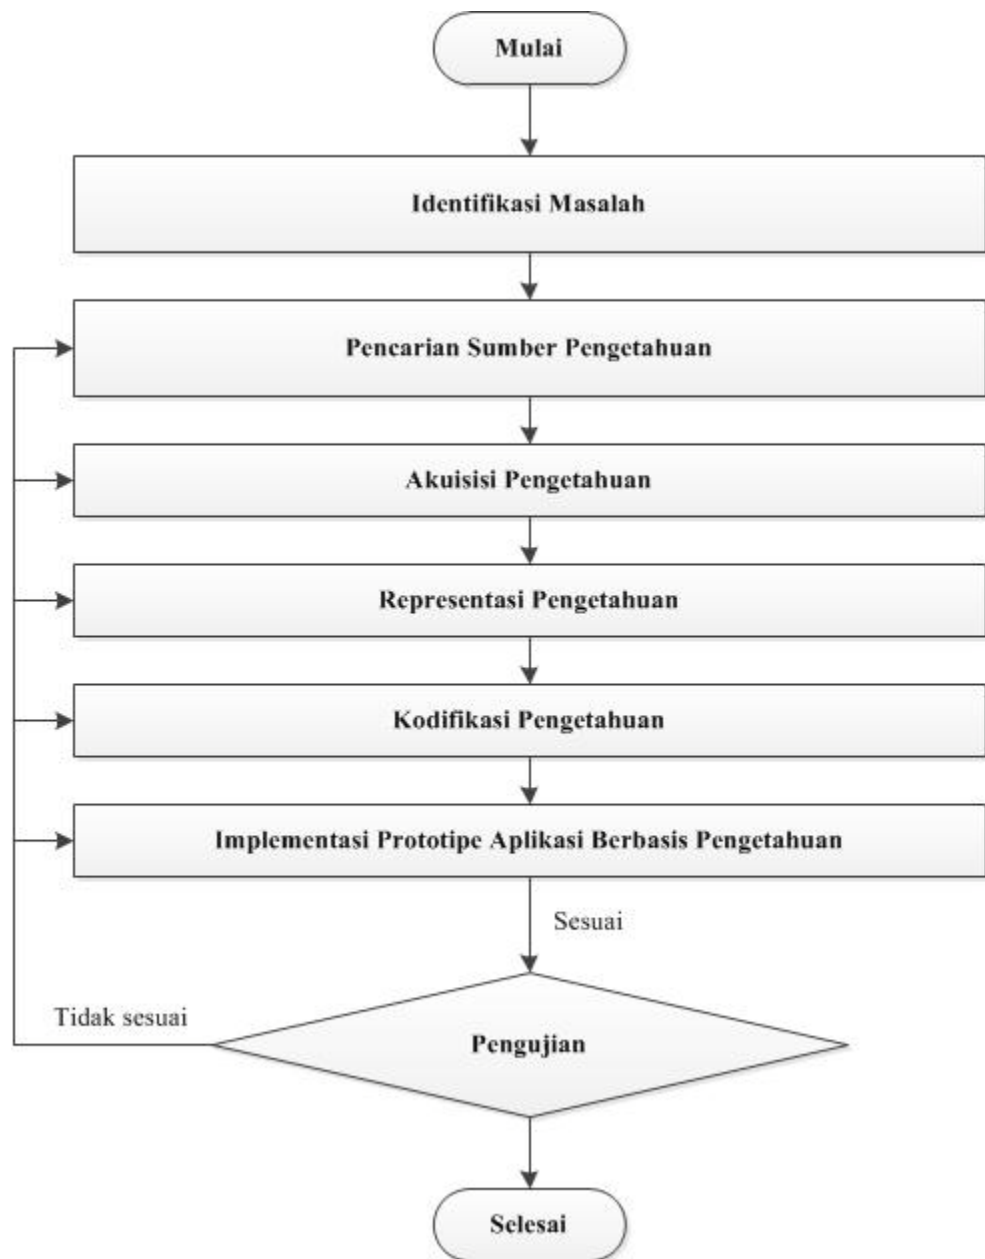 Mulai
Identifikasi Masalah
Pencarian Sumber Pengetahuan
Akuisisi Pengetahuan
Representasi Pengetahuan
Kodifikasi Pengetahuan
Implementasi Prototipe Aplikasi Berbasis Pengetahuan
Sesuai
Tidak sesuai
Pengujian
Selesai